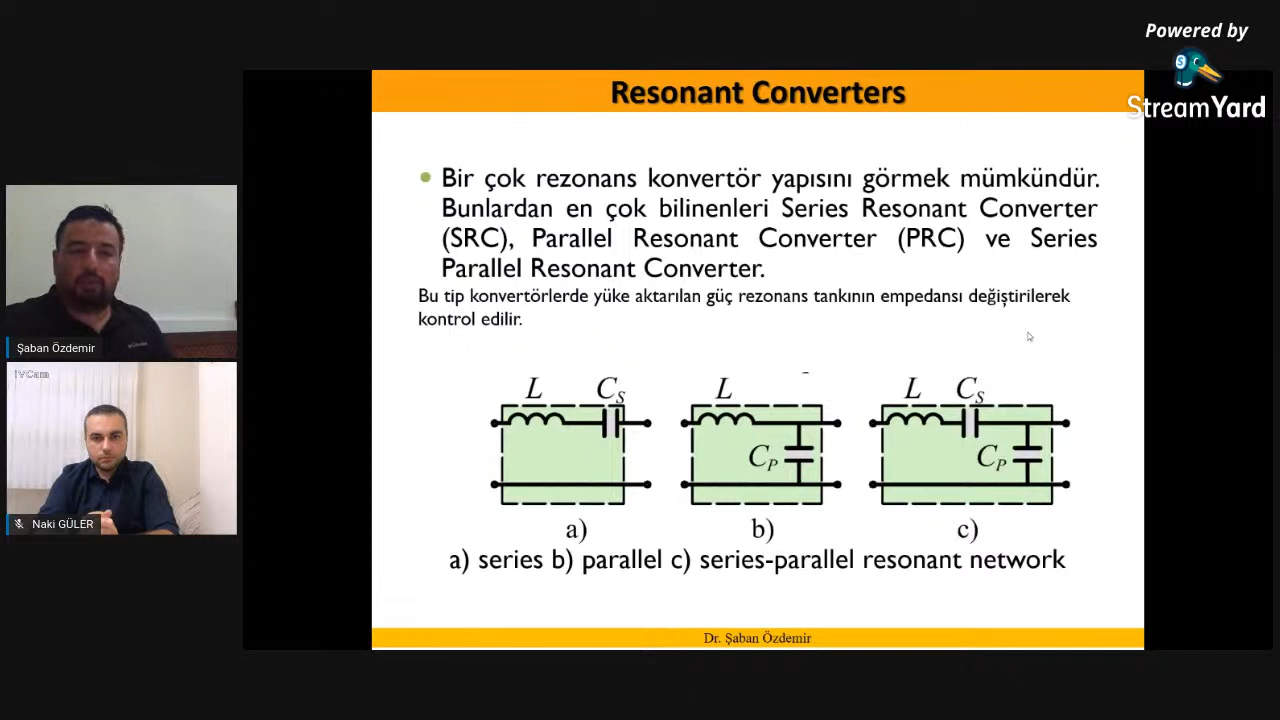 Powered by
StreamYard
Resonant Converters
Bir çok rezonans konvertör yapısını görmek mümkündür.
Bunlardan en çok bilinenleri Series Resonant Converter
(SRC), Parallel Resonant Converter (PRC) ve Series
Parallel Resonant Converter.
Bu tip konvertörlerde yüke aktarılan güç rezonans tankının empedansı değiştirilerek
kontrol edilir.
Şaban Özdemir
iVCam
Naki GÜLER
L CS L L CS
CP CP
a) b) c)
a) series b) parallel c) series-parallel resonant network
Dr. Şaban Özdemir